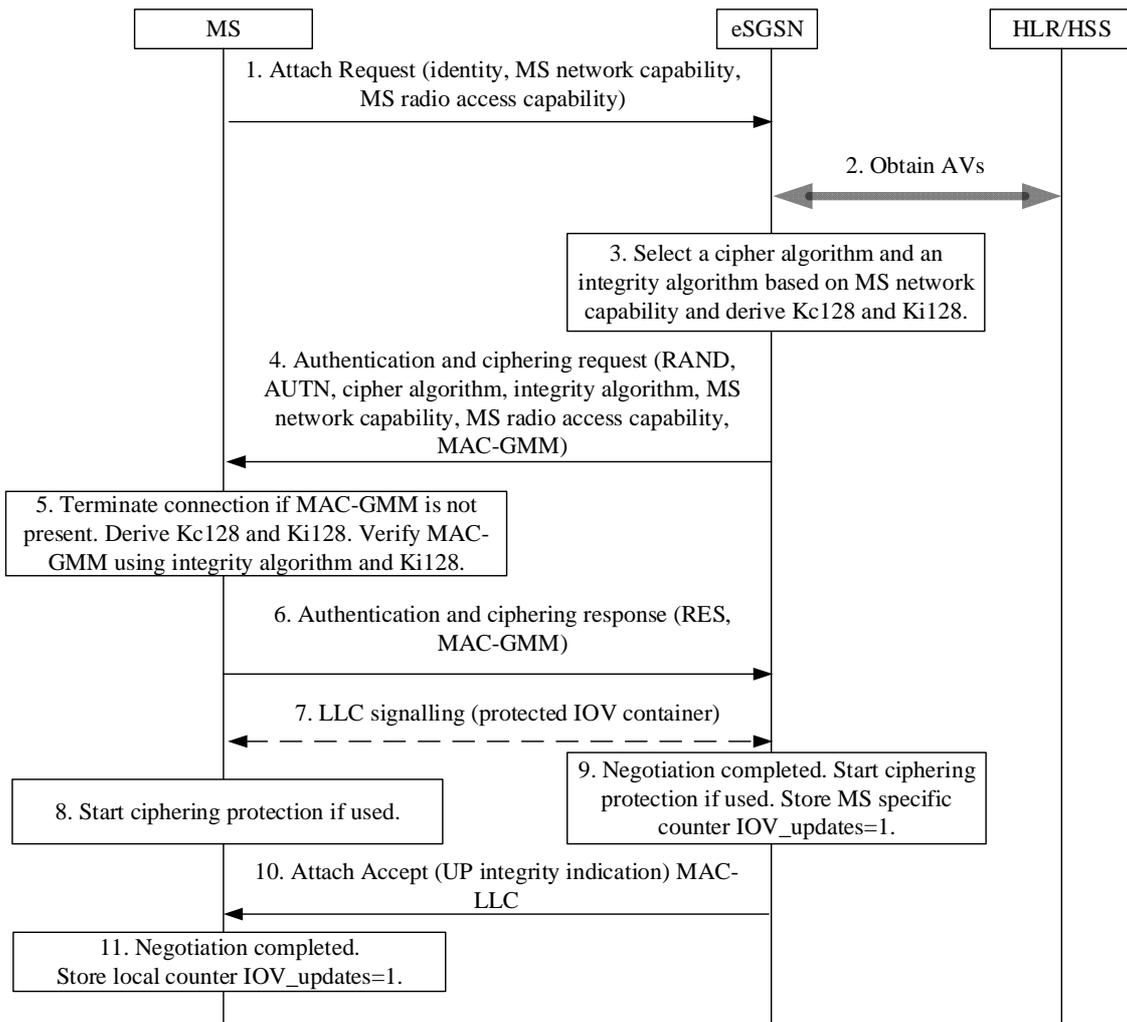 MS
eSGSN
HLR/HSS
1. Attach Request (identity, MS network capability,
MS radio access capability)
2. Obtain AVs
3. Select a cipher algorithm and an
integrity algorithm based on MS network
capability and derive Kc128 and Ki128.
4. Authentication and ciphering request (RAND,
AUTN, cipher algorithm, integrity algorithm, MS
network capability, MS radio access capability,
MAC-GMM)
5. Terminate connection if MAC-GMM is not
present. Derive Kc128 and Ki128. Verify MAC-
GMM using integrity algorithm and Ki128.
6. Authentication and ciphering response (RES,
MAC-GMM)
7. LLC signalling (protected IOV container)
8. Start ciphering protection if used.
9. Negotiation completed. Start ciphering
protection if used. Store MS specific
counter IOV_updates=1.
10. Attach Accept (UP integrity indication) MAC-
LLC
11. Negotiation completed.
Store local counter IOV_updates=1.